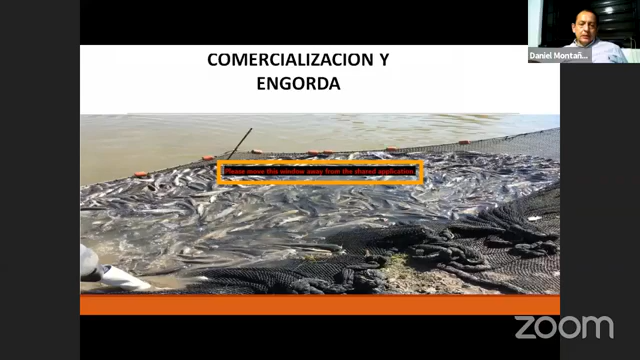 COMERCIALIZACION Y
ENGORDA
Please move this window away from the shared application
Daniel Montañ...
zoom